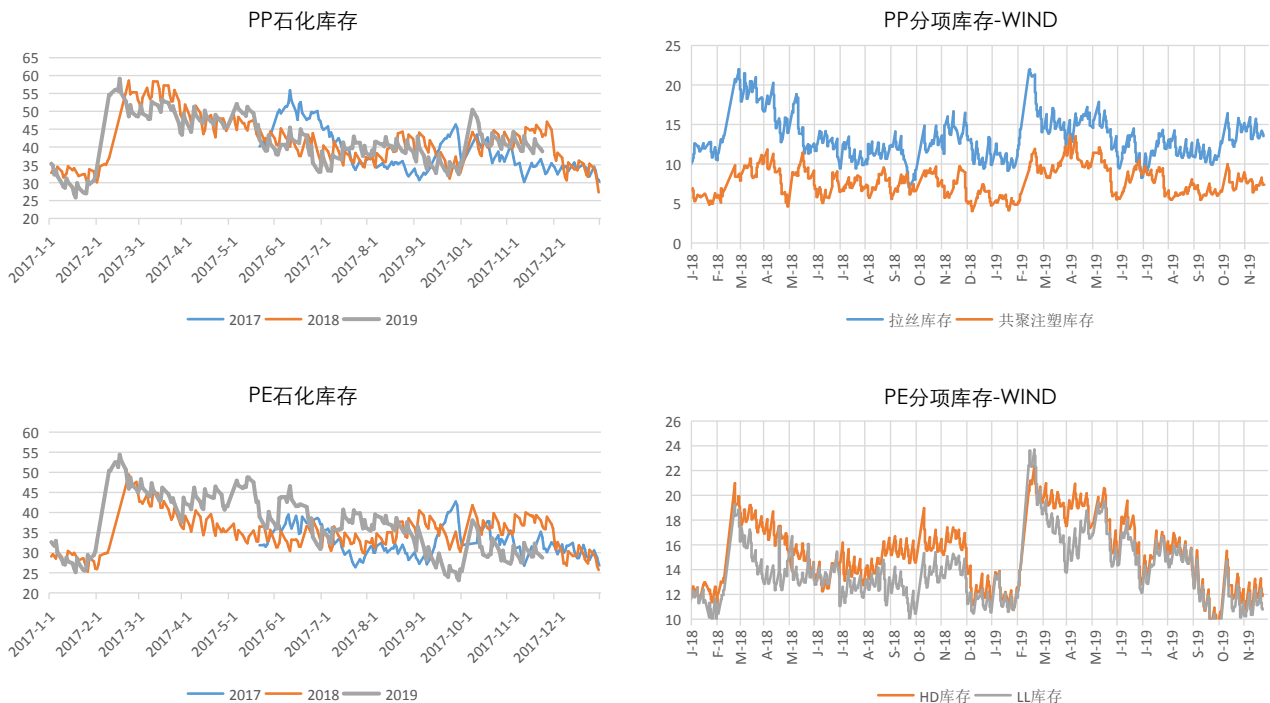 PP石化库存
65
60
55
50
45
40
35
30
25
20
2017-1-1
2017-2-1
2017-3-1
2017-4-1
2017-5-1
2017-6-1
2017-7-1
2017-8-1
2017-9-1
2017-10-1
2017-11-1
2017-12-1
2017
2018
2019
PP分项库存-WIND
25
20
15
10
5
0
J-18
F-18
M-18
A-18
M-18
J-18
J-18
A-18
S-18
O-18
N-18
D-18
J-19
F-19
M-19
A-19
M-19
J-19
J-19
A-19
S-19
O-19
N-19
拉丝库存
共聚注塑库存
PE石化库存
60
55
50
45
40
35
30
25
20
2017-1-1
2017-2-1
2017-3-1
2017-4-1
2017-5-1
2017-6-1
2017-7-1
2017-8-1
2017-9-1
2017-10-1
2017-11-1
2017-12-1
2017
2018
2019
PE分项库存-WIND
26
24
22
20
18
16
14
12
10
J-18
F-18
M-18
A-18
M-18
J-18
J-18
A-18
S-18
O-18
N-18
D-18
J-19
F-19
M-19
A-19
M-19
J-19
J-19
A-19
S-19
O-19
N-19
HD库存
LL库存